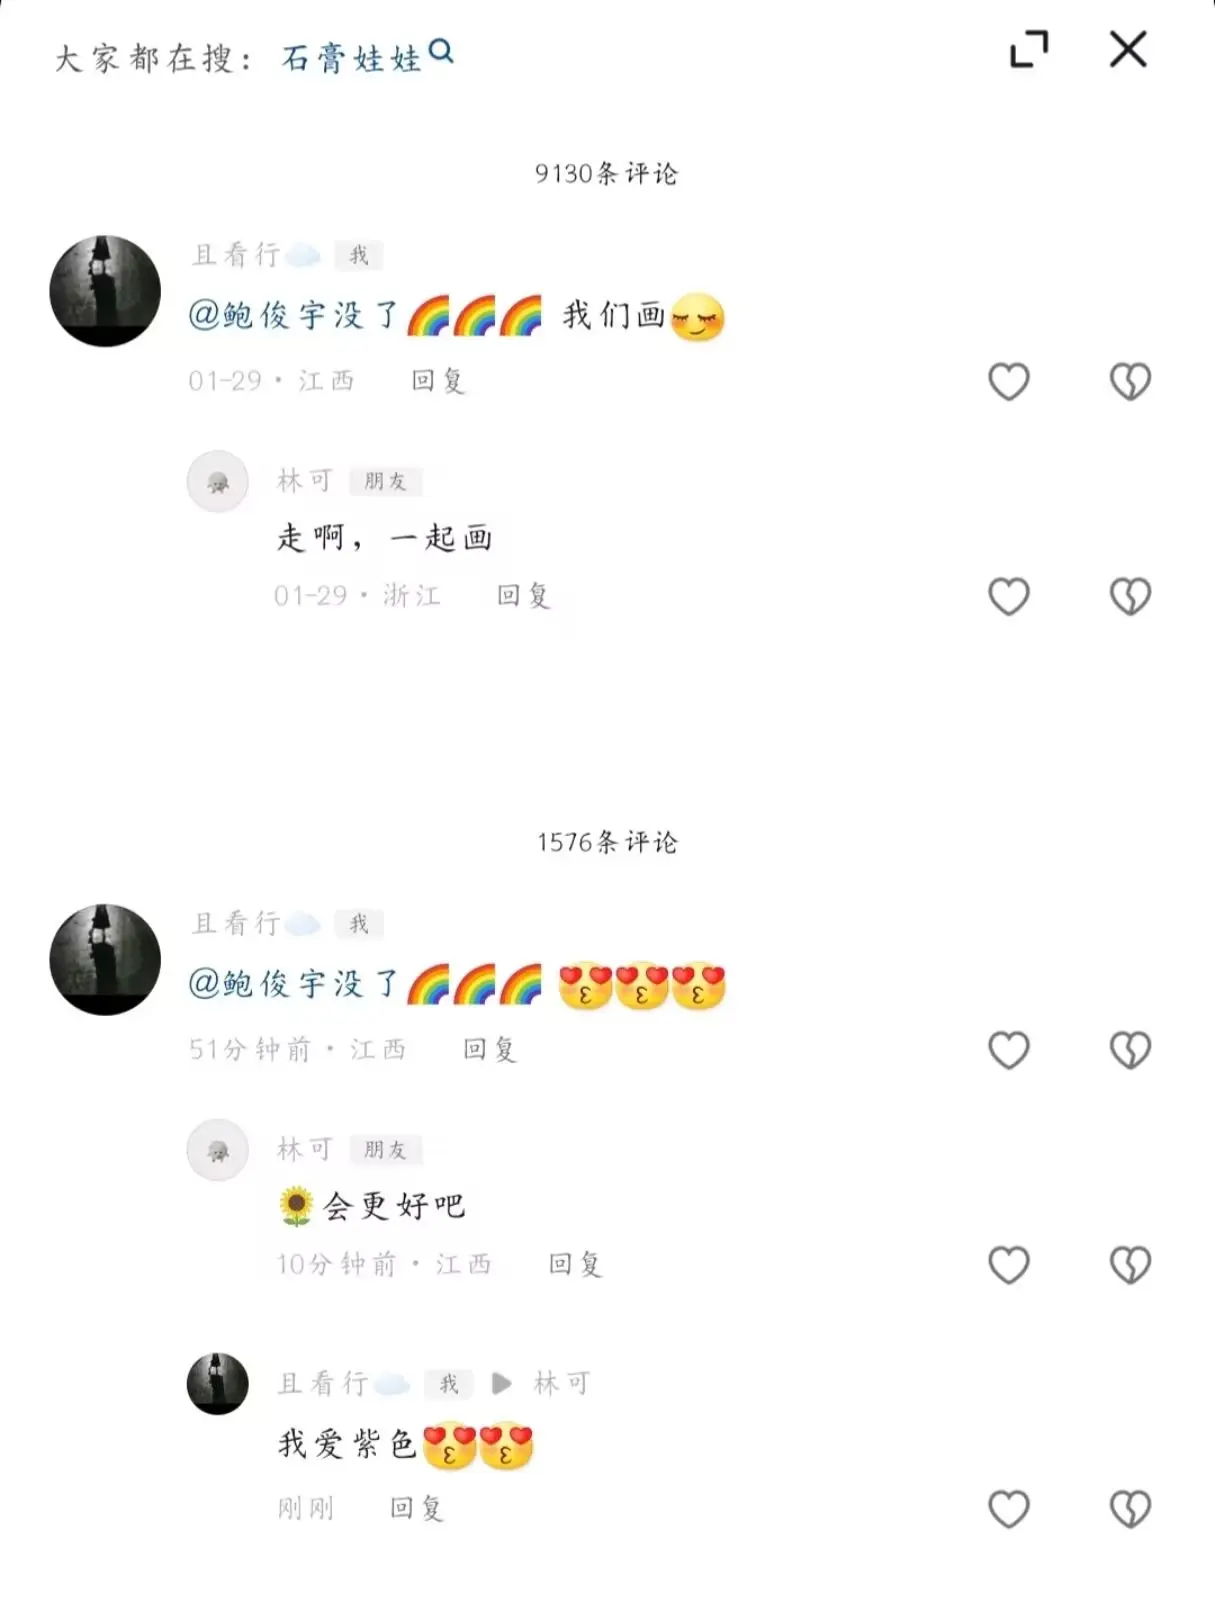 大家都在搜：石膏娃娃
9130条评论
且看行☁️ 我
@鲍俊宇没了🌈🌈🌈 我们画😌
01-29 · 江西 回复
林可 朋友
走啊，一起画
01-29 · 浙江 回复
1576条评论
且看行☁️ 我
@鲍俊宇没了🌈🌈🌈 😍😍😍
51分钟前 · 江西 回复
林可 朋友
🌻会更好吧
10分钟前 · 江西 回复
且看行☁️ 我 ▶ 林可
我爱紫色😍😍
刚刚 回复